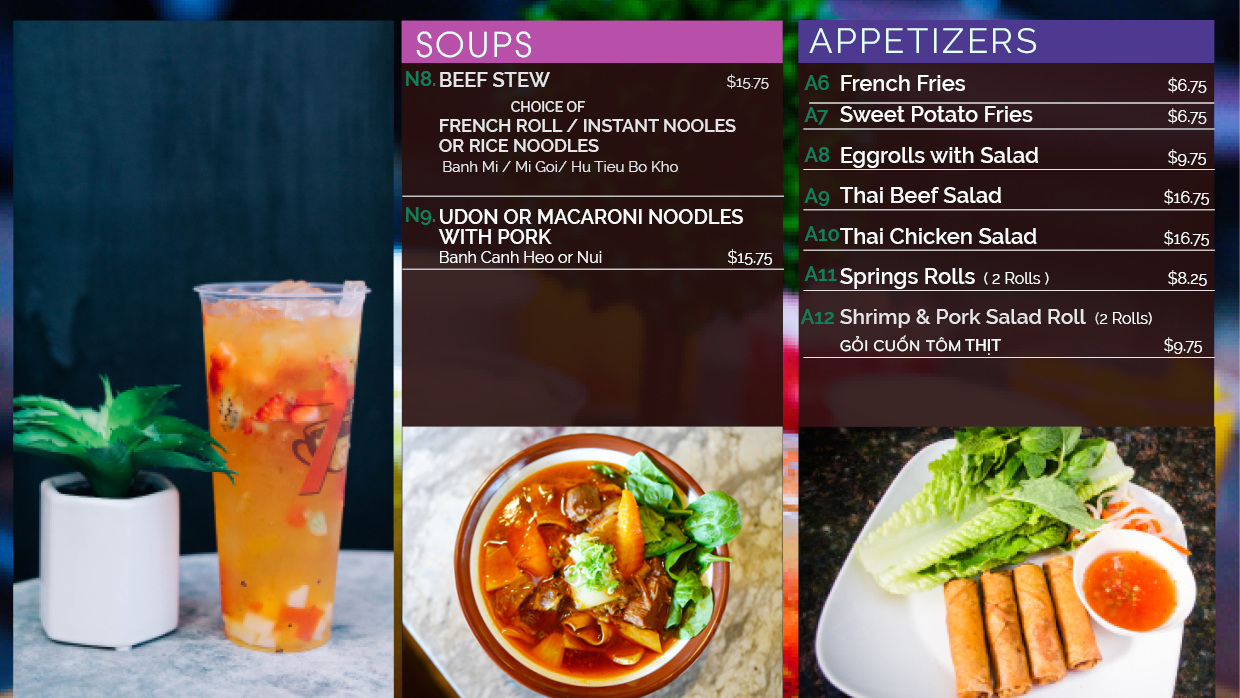 SOUPS
N8. BEEF STEW $15.75
CHOICE OF
FRENCH ROLL / INSTANT NOOLES
OR RICE NOODLES
Banh Mi / Mi Goi/ Hu Tieu Bo Kho
N9. UDON OR MACARONI NOODLES
WITH PORK
Banh Canh Heo or Nui $15.75
APPETIZERS
A6 French Fries $6.75
A7 Sweet Potato Fries $6.75
A8 Eggrolls with Salad $9.75
A9 Thai Beef Salad $16.75
A10 Thai Chicken Salad $16.75
A11 Springs Rolls ( 2 Rolls ) $8.25
A12 Shrimp & Pork Salad Roll (2 Rolls)
GỎI CUỐN TÔM THỊT $9.75
7